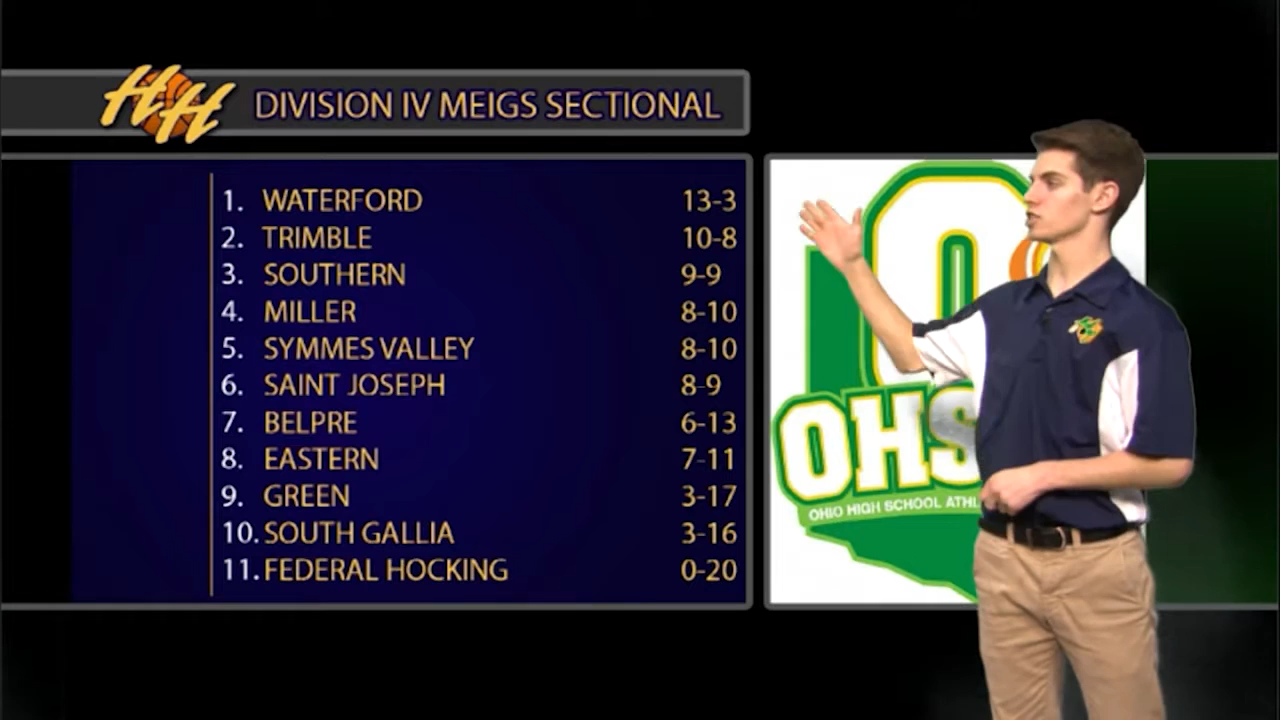 HH DIVISION IV MEIGS SECTIONAL
1. WATERFORD 13-3
2. TRIMBLE 10-8
3. SOUTHERN 9-9
4. MILLER 8-10
5. SYMMES VALLEY 8-10
6. SAINT JOSEPH 8-9
7. BELPRE 6-13
8. EASTERN 7-11
9. GREEN 3-17
10. SOUTH GALLIA 3-16
11. FEDERAL HOCKING 0-20
OHS
OHIO HIGH SCHOOL ATHL